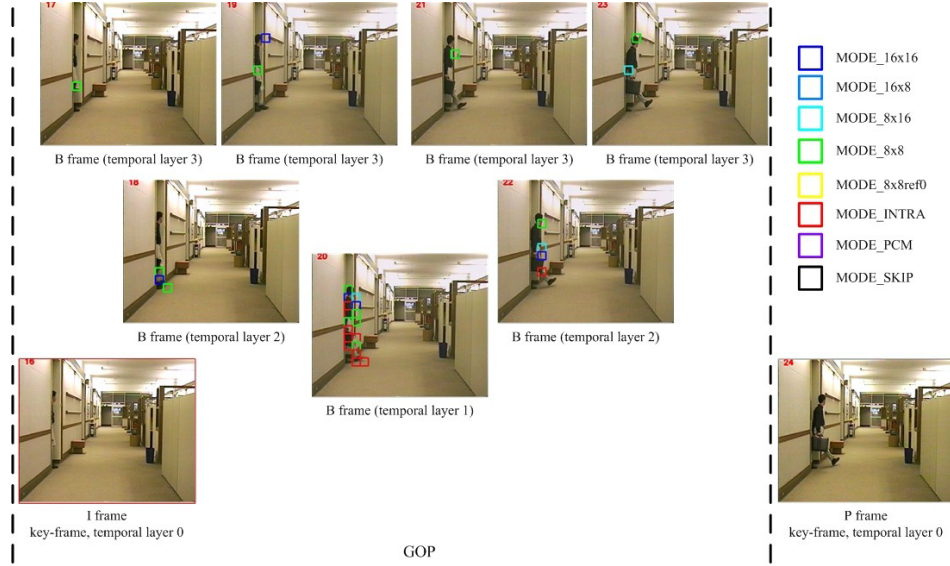 17
19
21
23
B frame (temporal layer 3)
B frame (temporal layer 3)
B frame (temporal layer 3)
B frame (temporal layer 3)
MODE_16x16
MODE_16x8
MODE_8x16
MODE_8x8
MODE_8x8ref0
MODE_INTRA
MODE_PCM
MODE_SKIP
18
22
B frame (temporal layer 2)
B frame (temporal layer 2)
20
B frame (temporal layer 1)
16
24
I frame
key-frame, temporal layer 0
P frame
key-frame, temporal layer 0
GOP